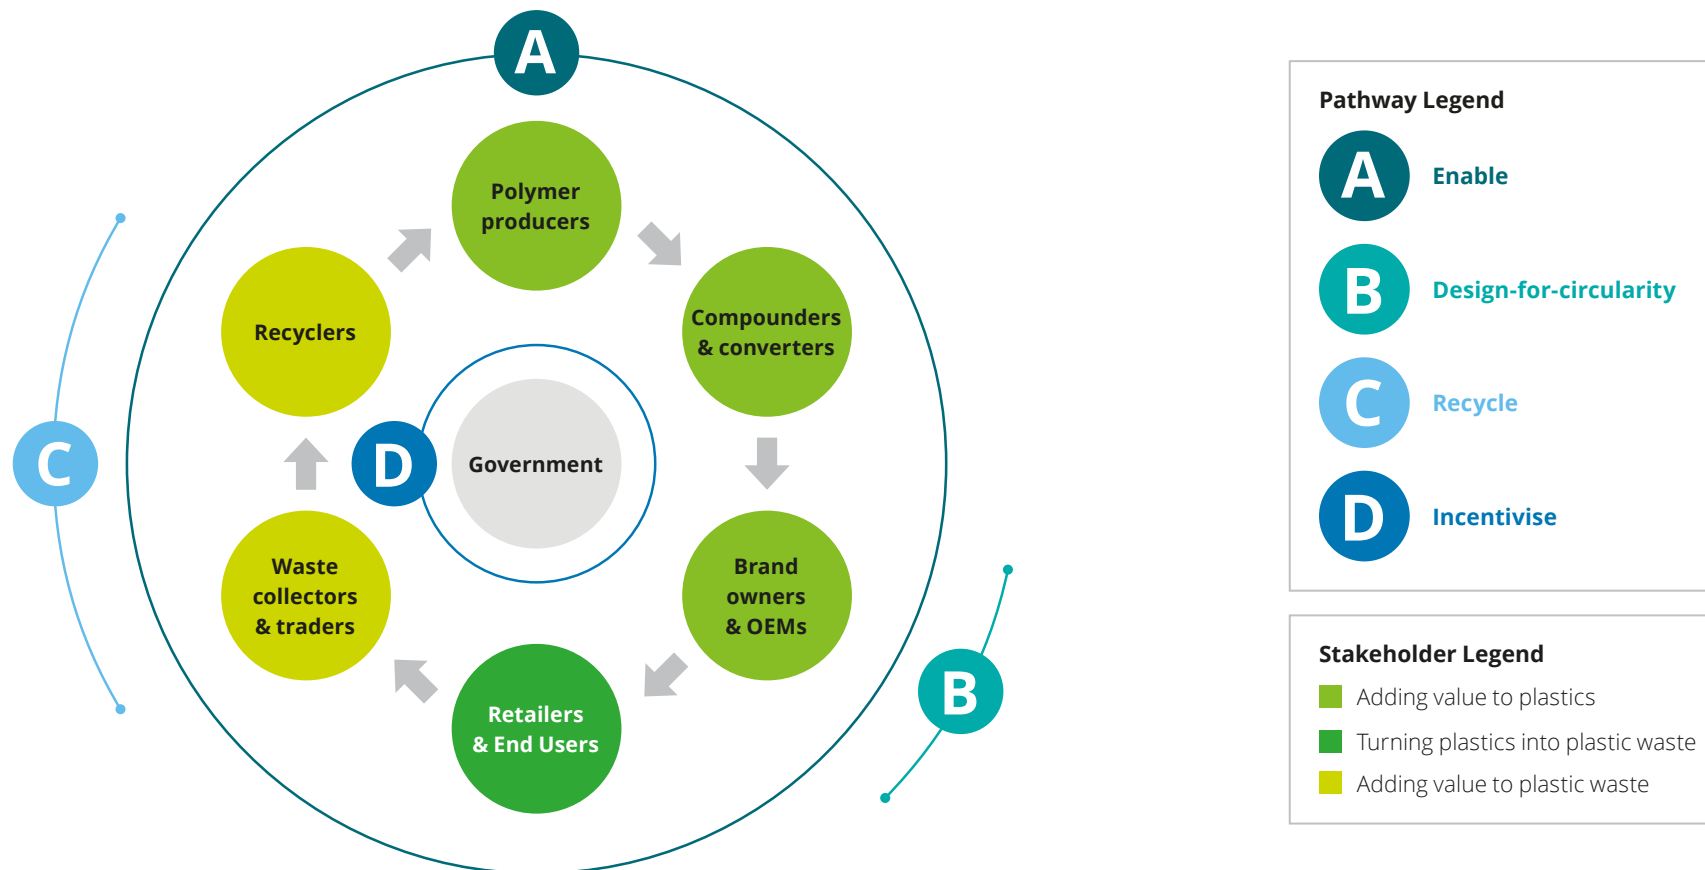 A
Polymer
producers
Recyclers
Compounders
& converters
C
D
Government
Waste
collectors
& traders
Brand
owners
& OEMs
B
Retailers
& End Users
Pathway Legend
A
Enable
B
Design-for-circularity
C
Recycle
D
Incentivise
Stakeholder Legend
Adding value to plastics
Turning plastics into plastic waste
Adding value to plastic waste